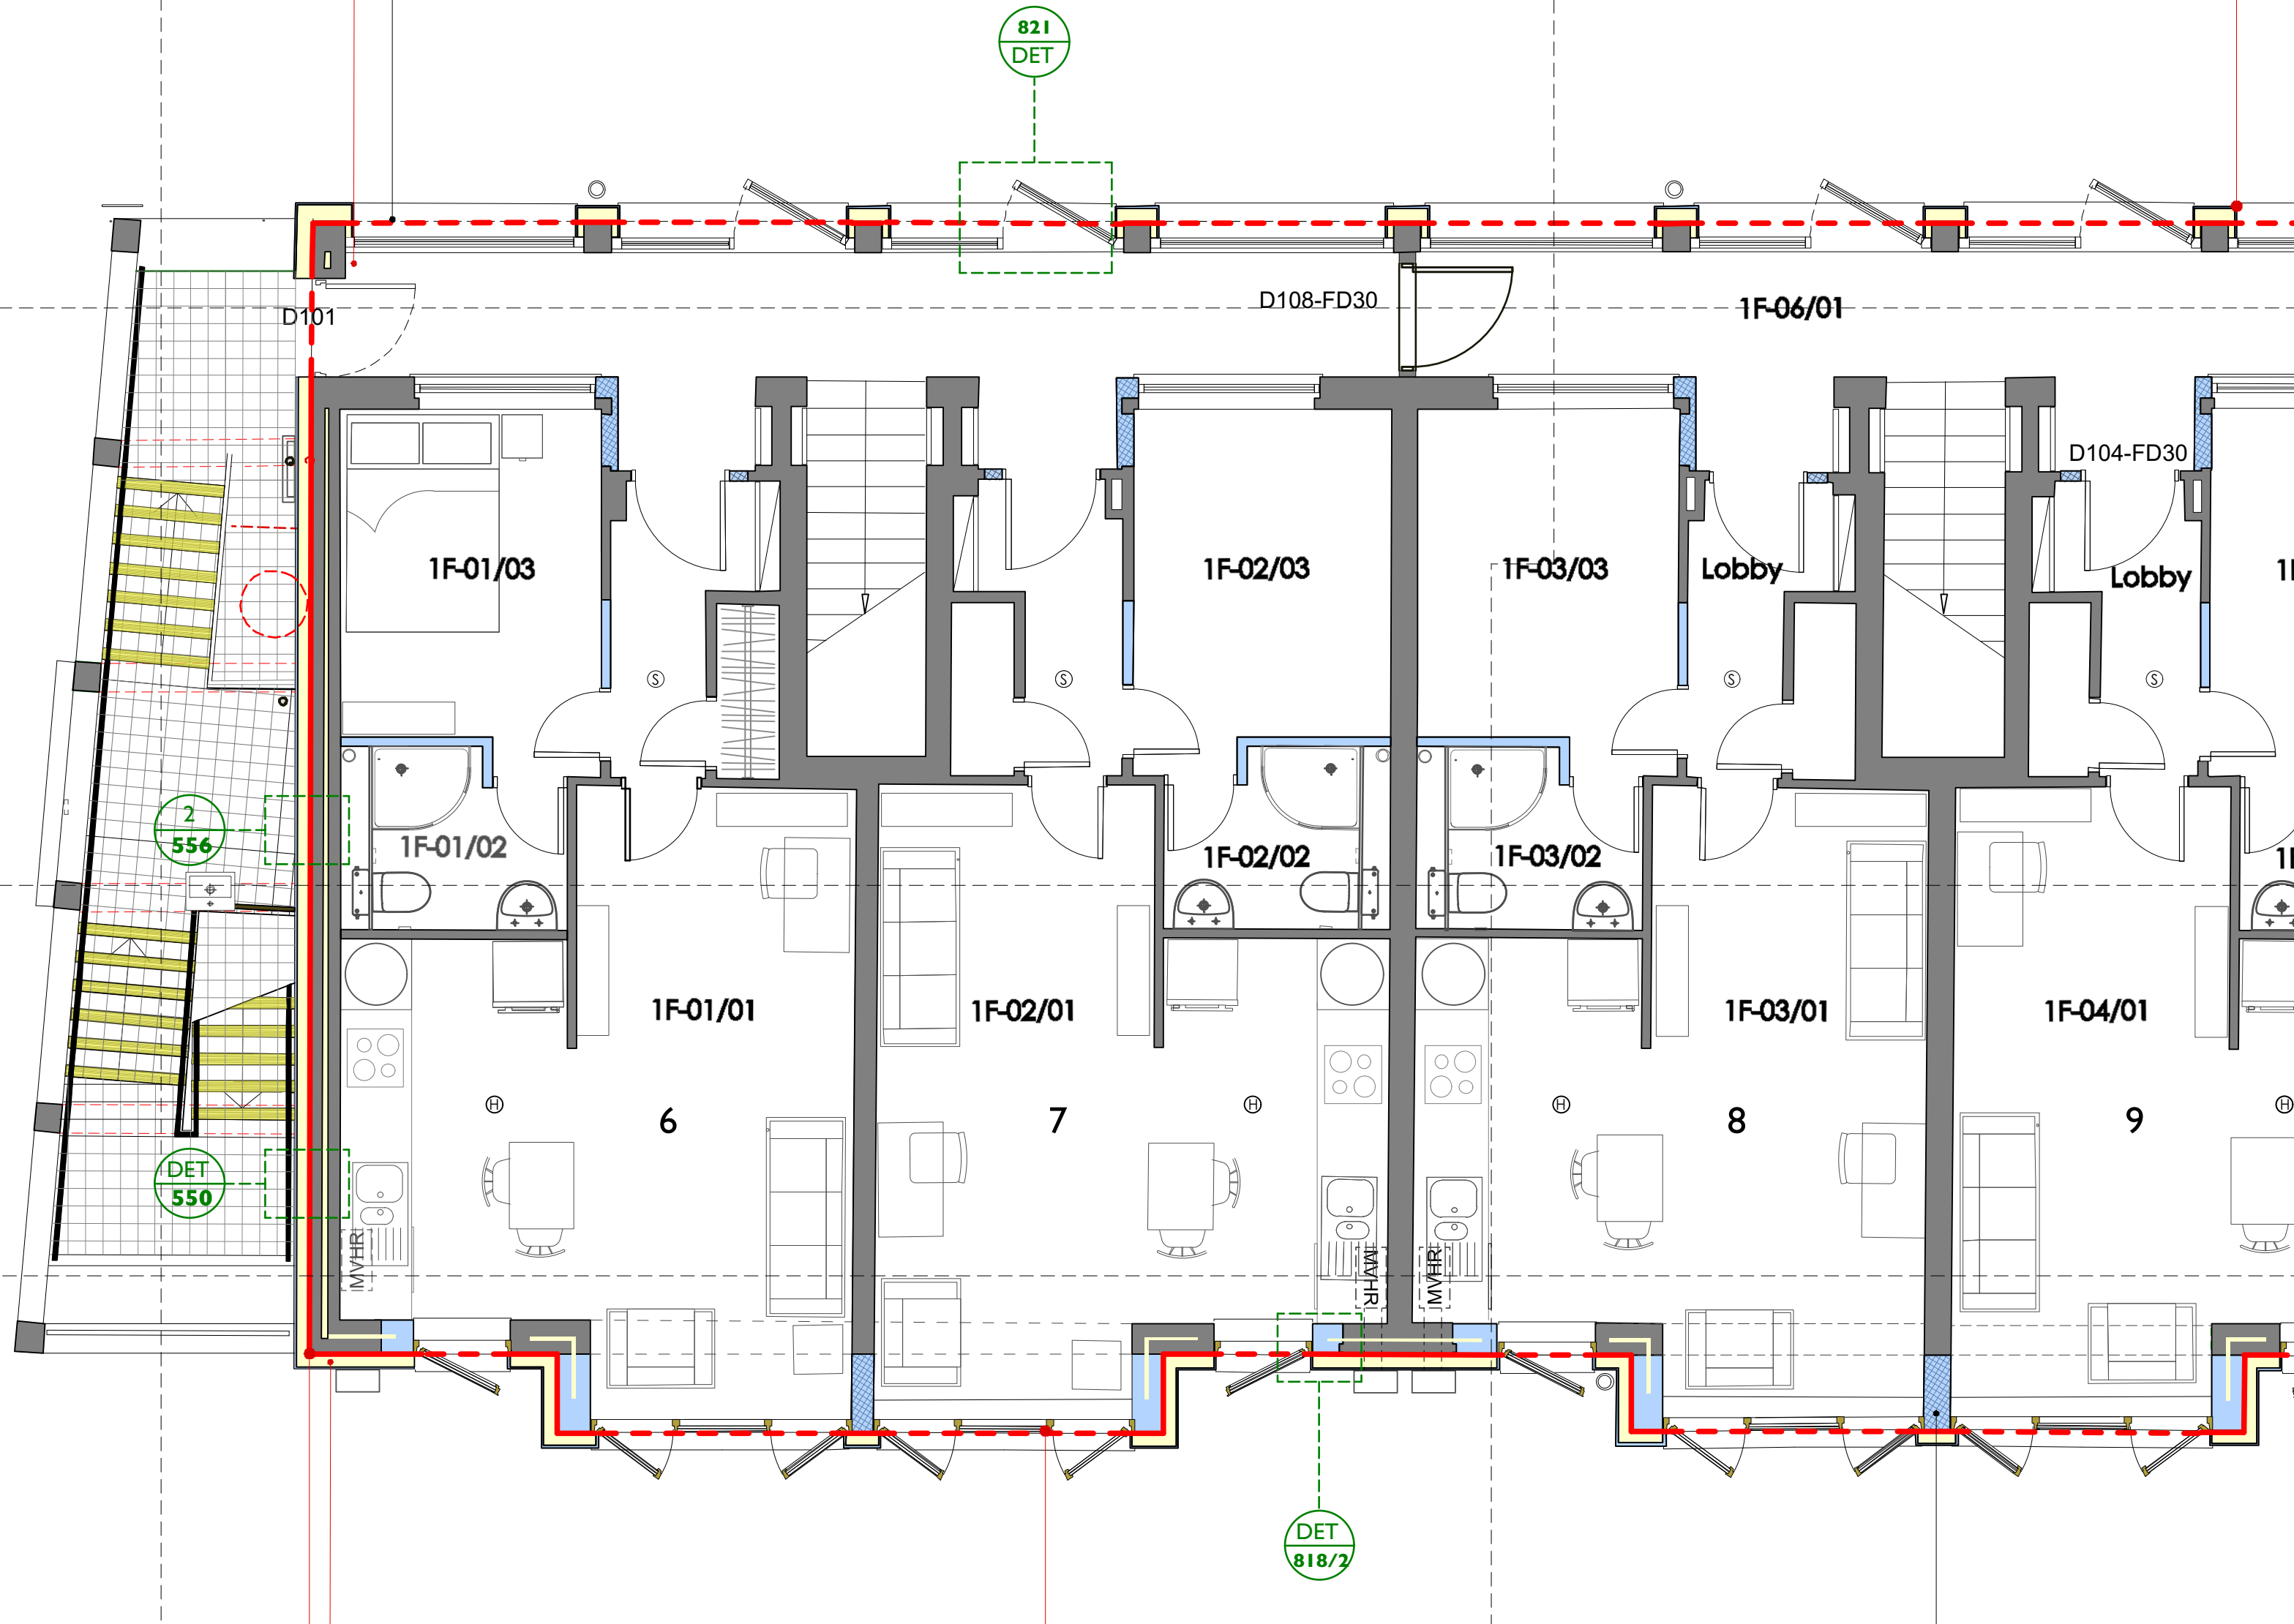 821
DET
D101
D108-FD30
1F-06/01
D104-FD30
1F-01/03
1F-02/03
1F-03/03
Lobby
Lobby
S
S
S
S
2
556
1F-01/02
1F-02/02
1F-03/02
1F-01/01
1F-02/01
1F-03/01
1F-04/01
H
H
H
H
6
7
8
9
DET
550
MVHR
MVHR
MVHR
DET
818/2